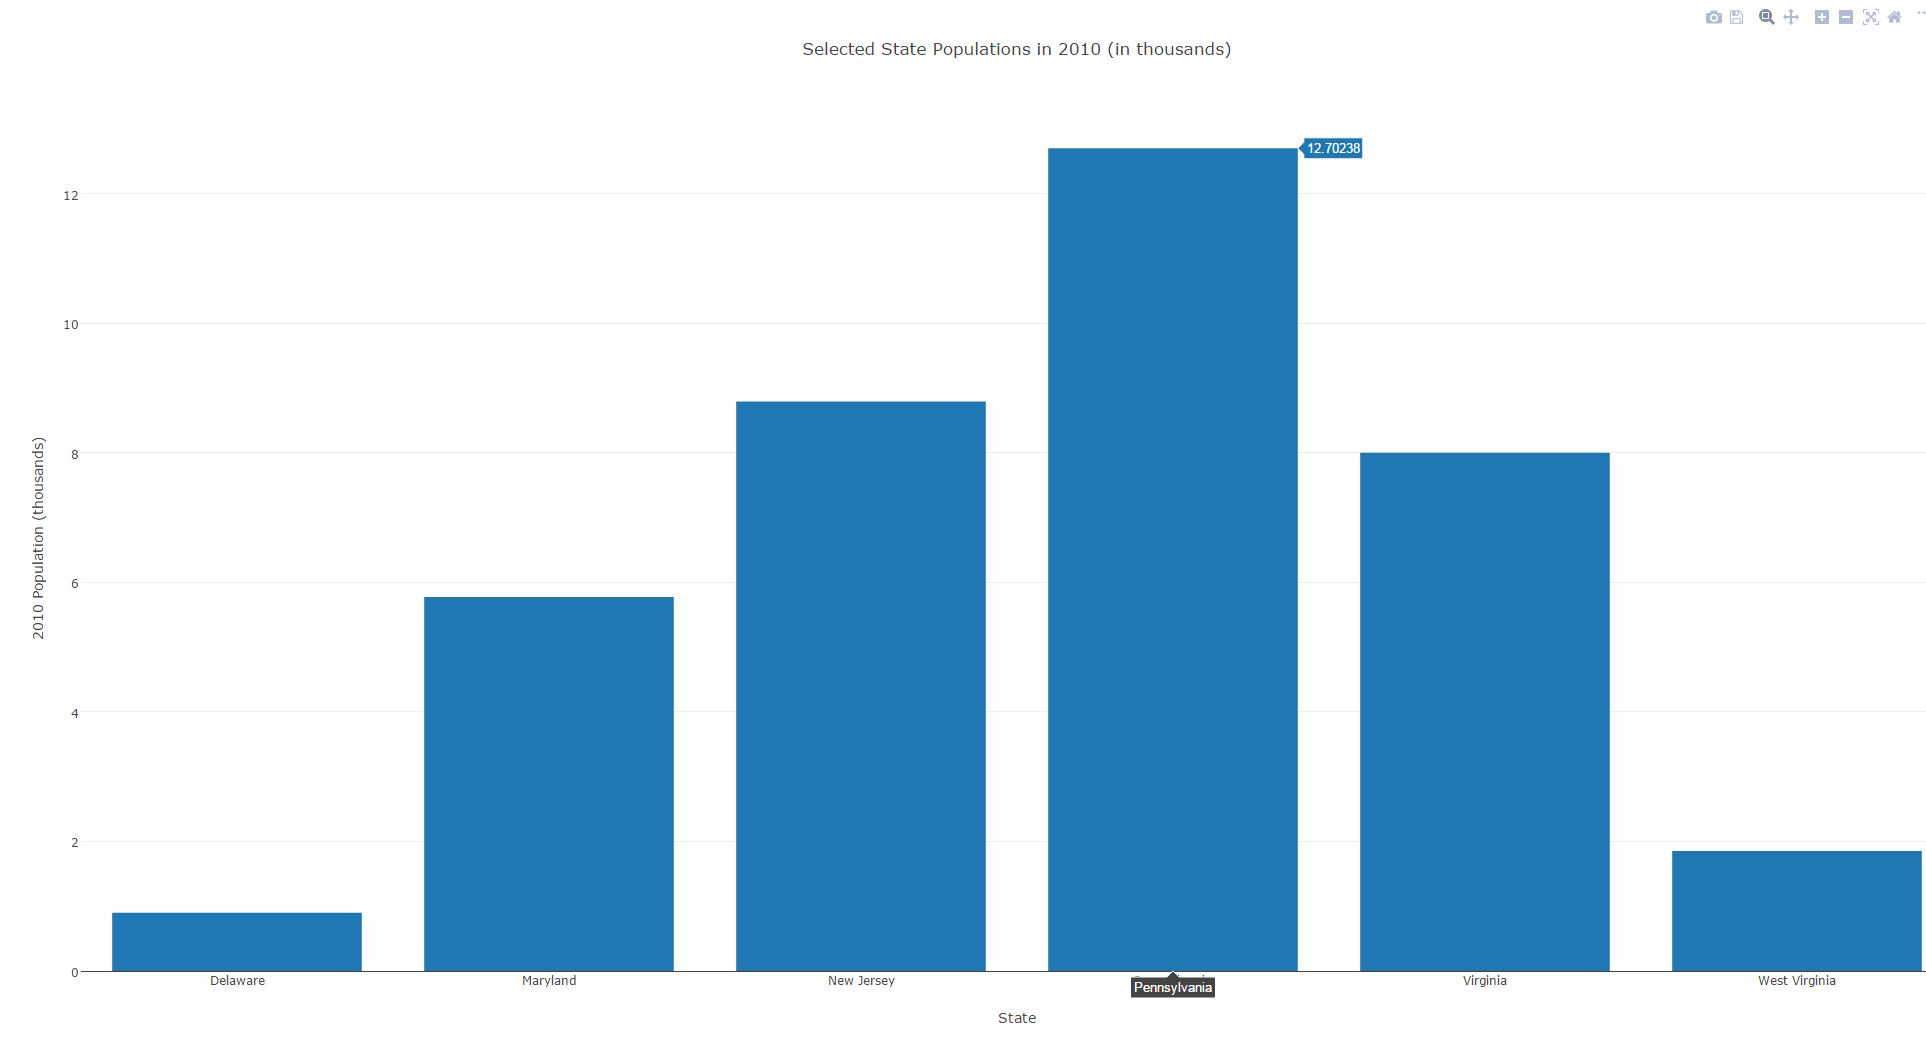 Selected State Populations in 2010 (in thousands)
12.70238
12
10
8
6
4
2
0
2010 Population (thousands)
Delaware
Maryland
New Jersey
Pennsylvania
Virginia
West Virginia
State